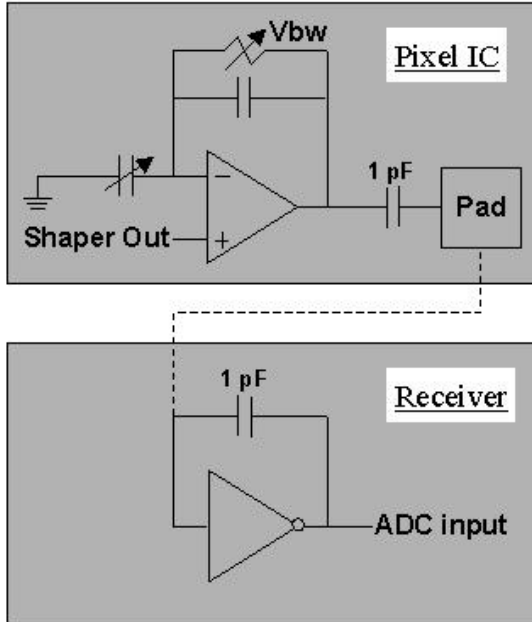 Vbw
Pixel IC
−
1 pF
Pad
Shaper Out
+
1 pF
Receiver
ADC input